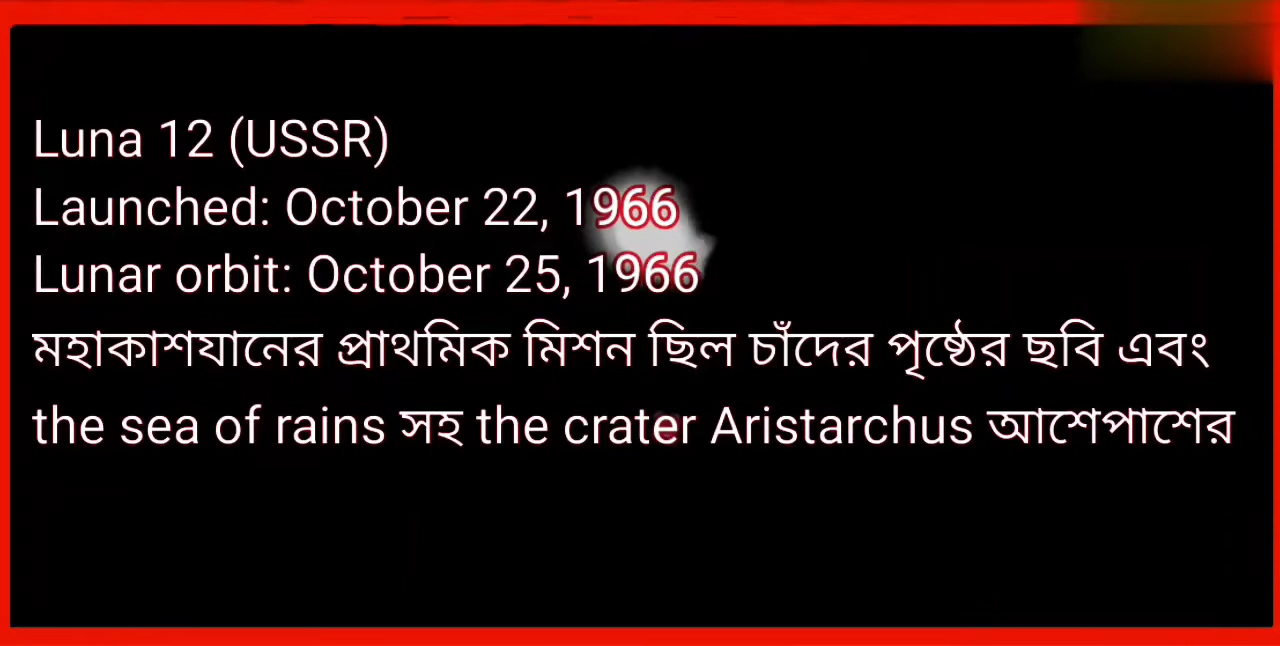 Luna 12 (USSR)
Launched: October 22, 1966
Lunar orbit: October 25, 1966
মহাকাশযানের প্রাথমিক মিশন ছিল চাঁদের পৃষ্ঠের ছবি এবং
the sea of rains সহ the crater Aristarchus আশেপাশের